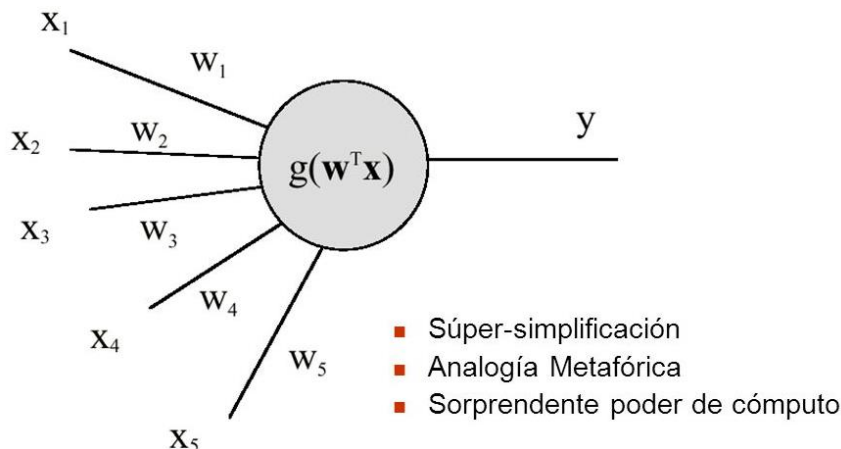 x₁
w₁
x₂
w₂
g(wᵀx)
y
x₃
w₃
x₄
w₄
x₅
w₅
Súper-simplificación
Analogía Metafórica
Sorprendente poder de cómputo